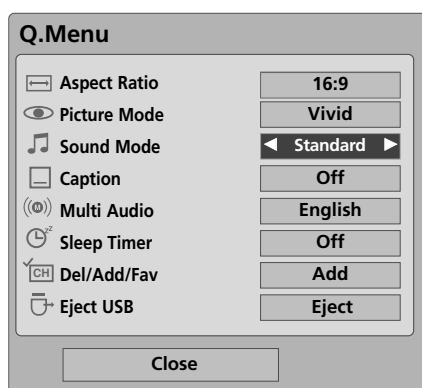 Q.Menu
Aspect Ratio 16:9
Picture Mode Vivid
Sound Mode ◀ Standard ▶
Caption Off
Multi Audio English
zz Sleep Timer Off
CH Del/Add/Fav Add
Eject USB Eject
Close